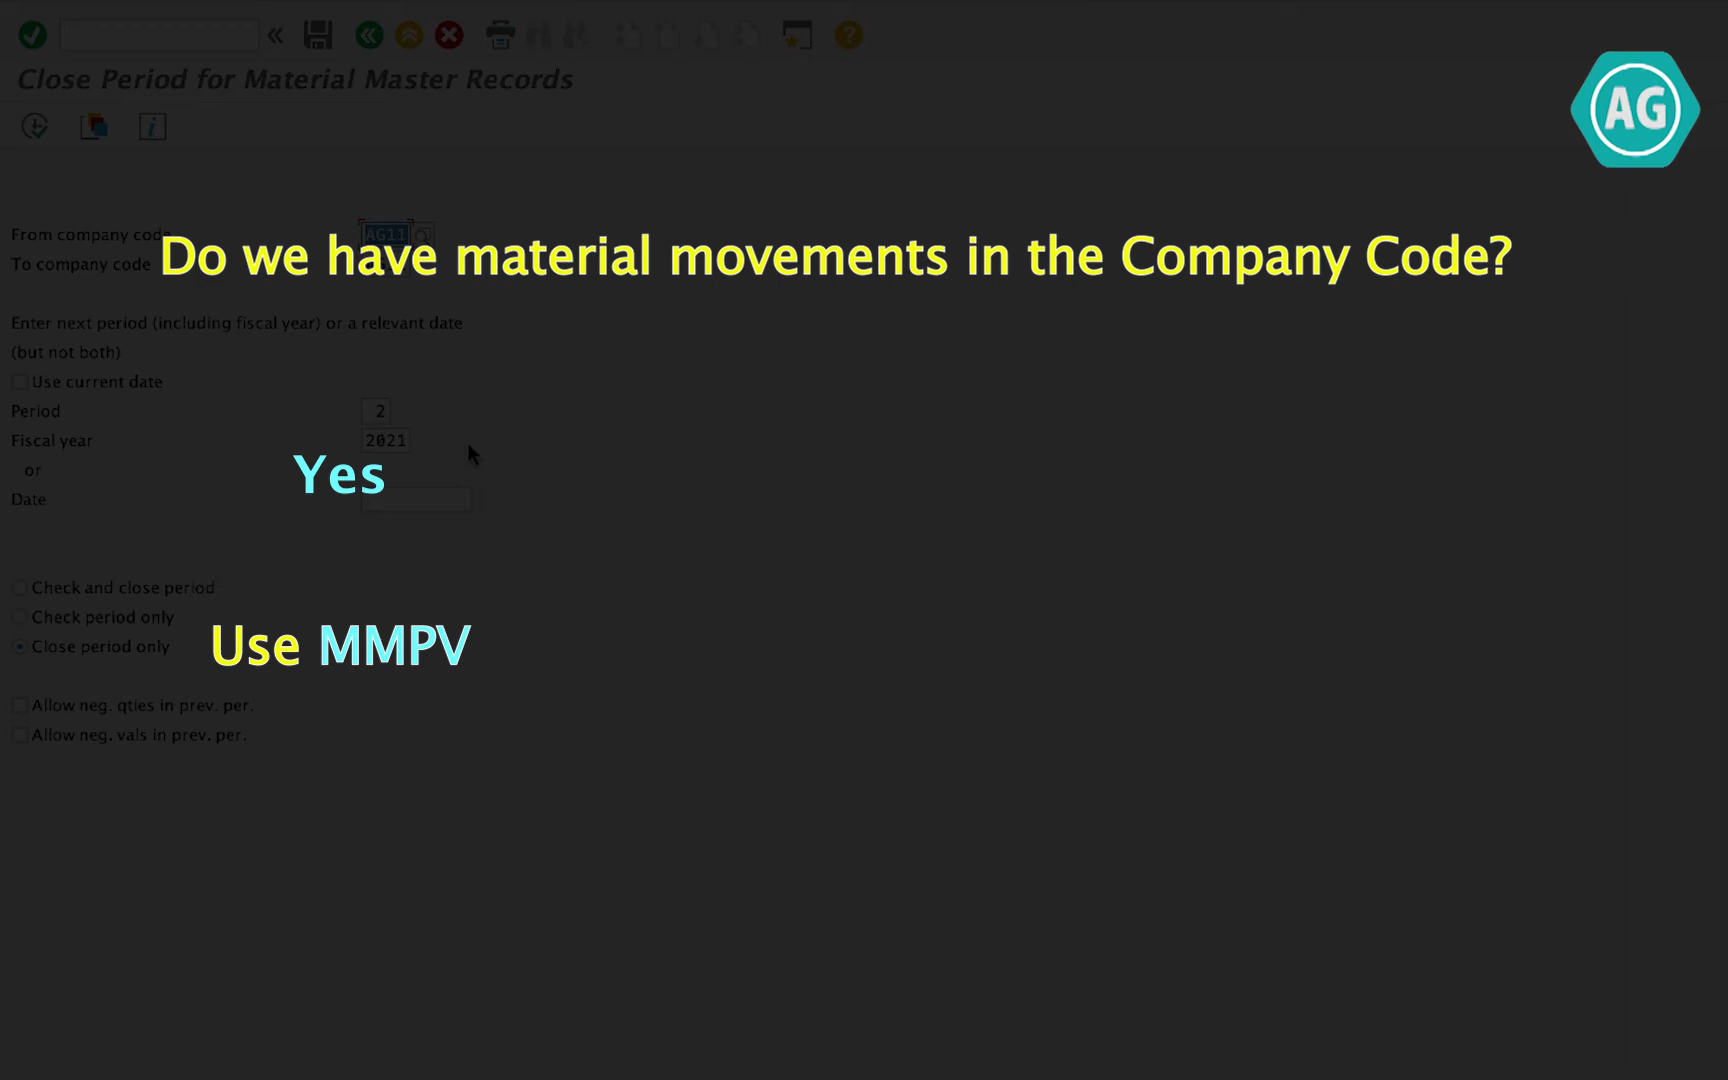 Close Period for Material Master Records
AG
From company code AG11
Do we have material movements in the Company Code?
To company code
Enter next period (including fiscal year) or a relevant date
(but not both)
Use current date
Period 2
Fiscal year 2021
or
Yes
Date
Check and close period
Check period only
Use MMPV
Close period only
Allow neg. qties in prev. per.
Allow neg. vals in prev. per.